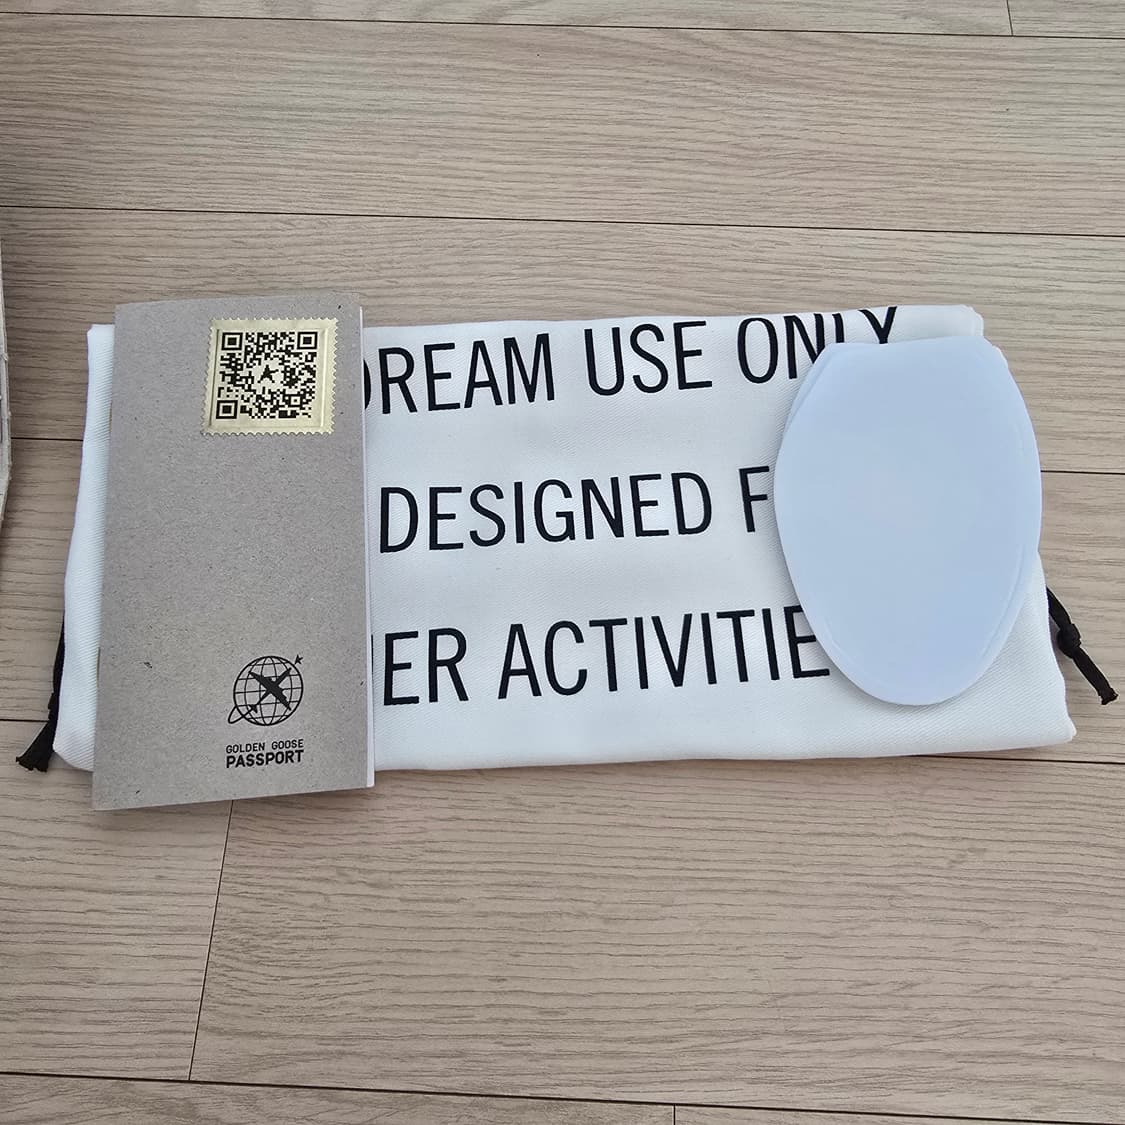 DREAM USE ONLY
DESIGNED F
ER ACTIVITIE
GOLDEN GOOSE
PASSPORT